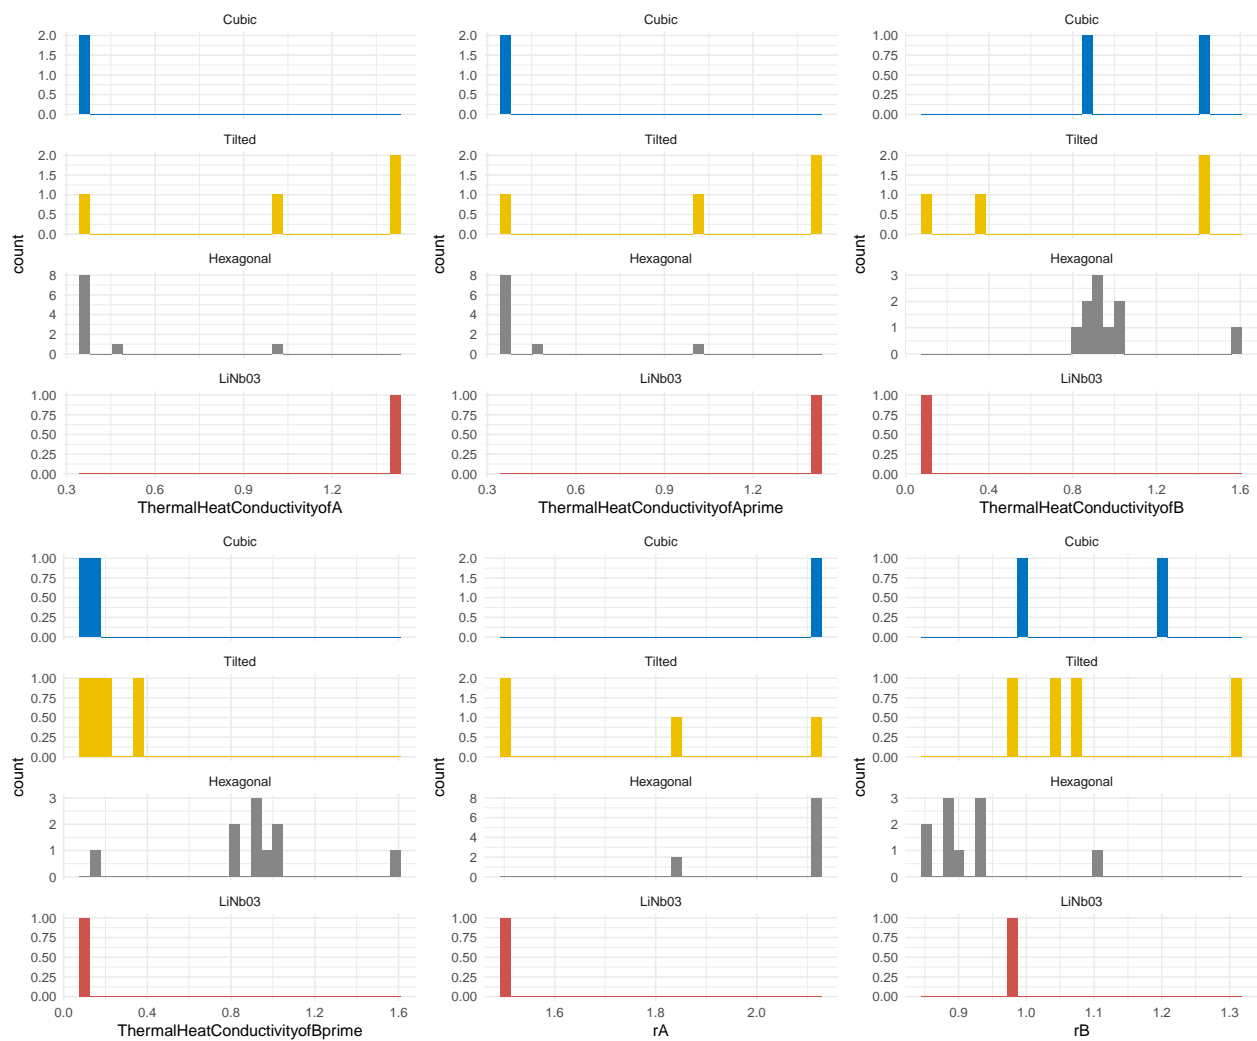 Cubic
2.0
1.5
1.0
0.5
0.0
Tilted
2.0
1.5
1.0
0.5
0.0
Hexagonal
8
6
4
2
0
LiNb03
1.00
0.75
0.50
0.25
0.00
0.3 0.6 0.9 1.2
ThermalHeatConductivityofA
count
Cubic
2.0
1.5
1.0
0.5
0.0
Tilted
2.0
1.5
1.0
0.5
0.0
Hexagonal
8
6
4
2
0
LiNb03
1.00
0.75
0.50
0.25
0.00
0.3 0.6 0.9 1.2
ThermalHeatConductivityofAprime
count
Cubic
1.00
0.75
0.50
0.25
0.00
Tilted
2.0
1.5
1.0
0.5
0.0
Hexagonal
3
2
1
0
LiNb03
1.00
0.75
0.50
0.25
0.00
0.0 0.4 0.8 1.2 1.6
ThermalHeatConductivityofB
count
Cubic
1.00
0.75
0.50
0.25
0.00
Tilted
1.00
0.75
0.50
0.25
0.00
Hexagonal
3
2
1
0
LiNb03
1.00
0.75
0.50
0.25
0.00
0.0 0.4 0.8 1.2 1.6
ThermalHeatConductivityofBprime
count
Cubic
2.0
1.5
1.0
0.5
0.0
Tilted
2.0
1.5
1.0
0.5
0.0
Hexagonal
8
6
4
2
0
LiNb03
1.00
0.75
0.50
0.25
0.00
1.6 1.8 2.0
rA
count
Cubic
1.00
0.75
0.50
0.25
0.00
Tilted
1.00
0.75
0.50
0.25
0.00
Hexagonal
3
2
1
0
LiNb03
1.00
0.75
0.50
0.25
0.00
0.9 1.0 1.1 1.2 1.3
rB
count